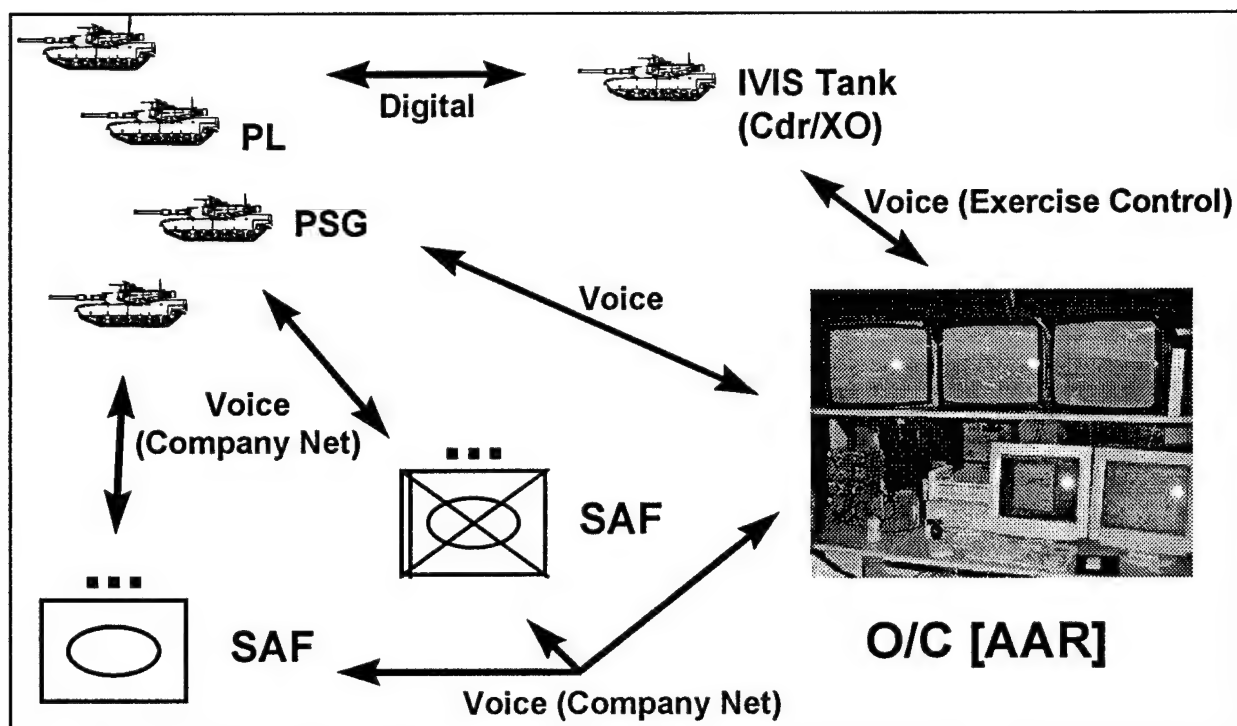 Digital
IVIS Tank
(Cdr/XO)
PL
PSG
Voice (Exercise Control)
Voice
Voice
(Company Net)
SAF
SAF
O/C [AAR]
Voice (Company Net)